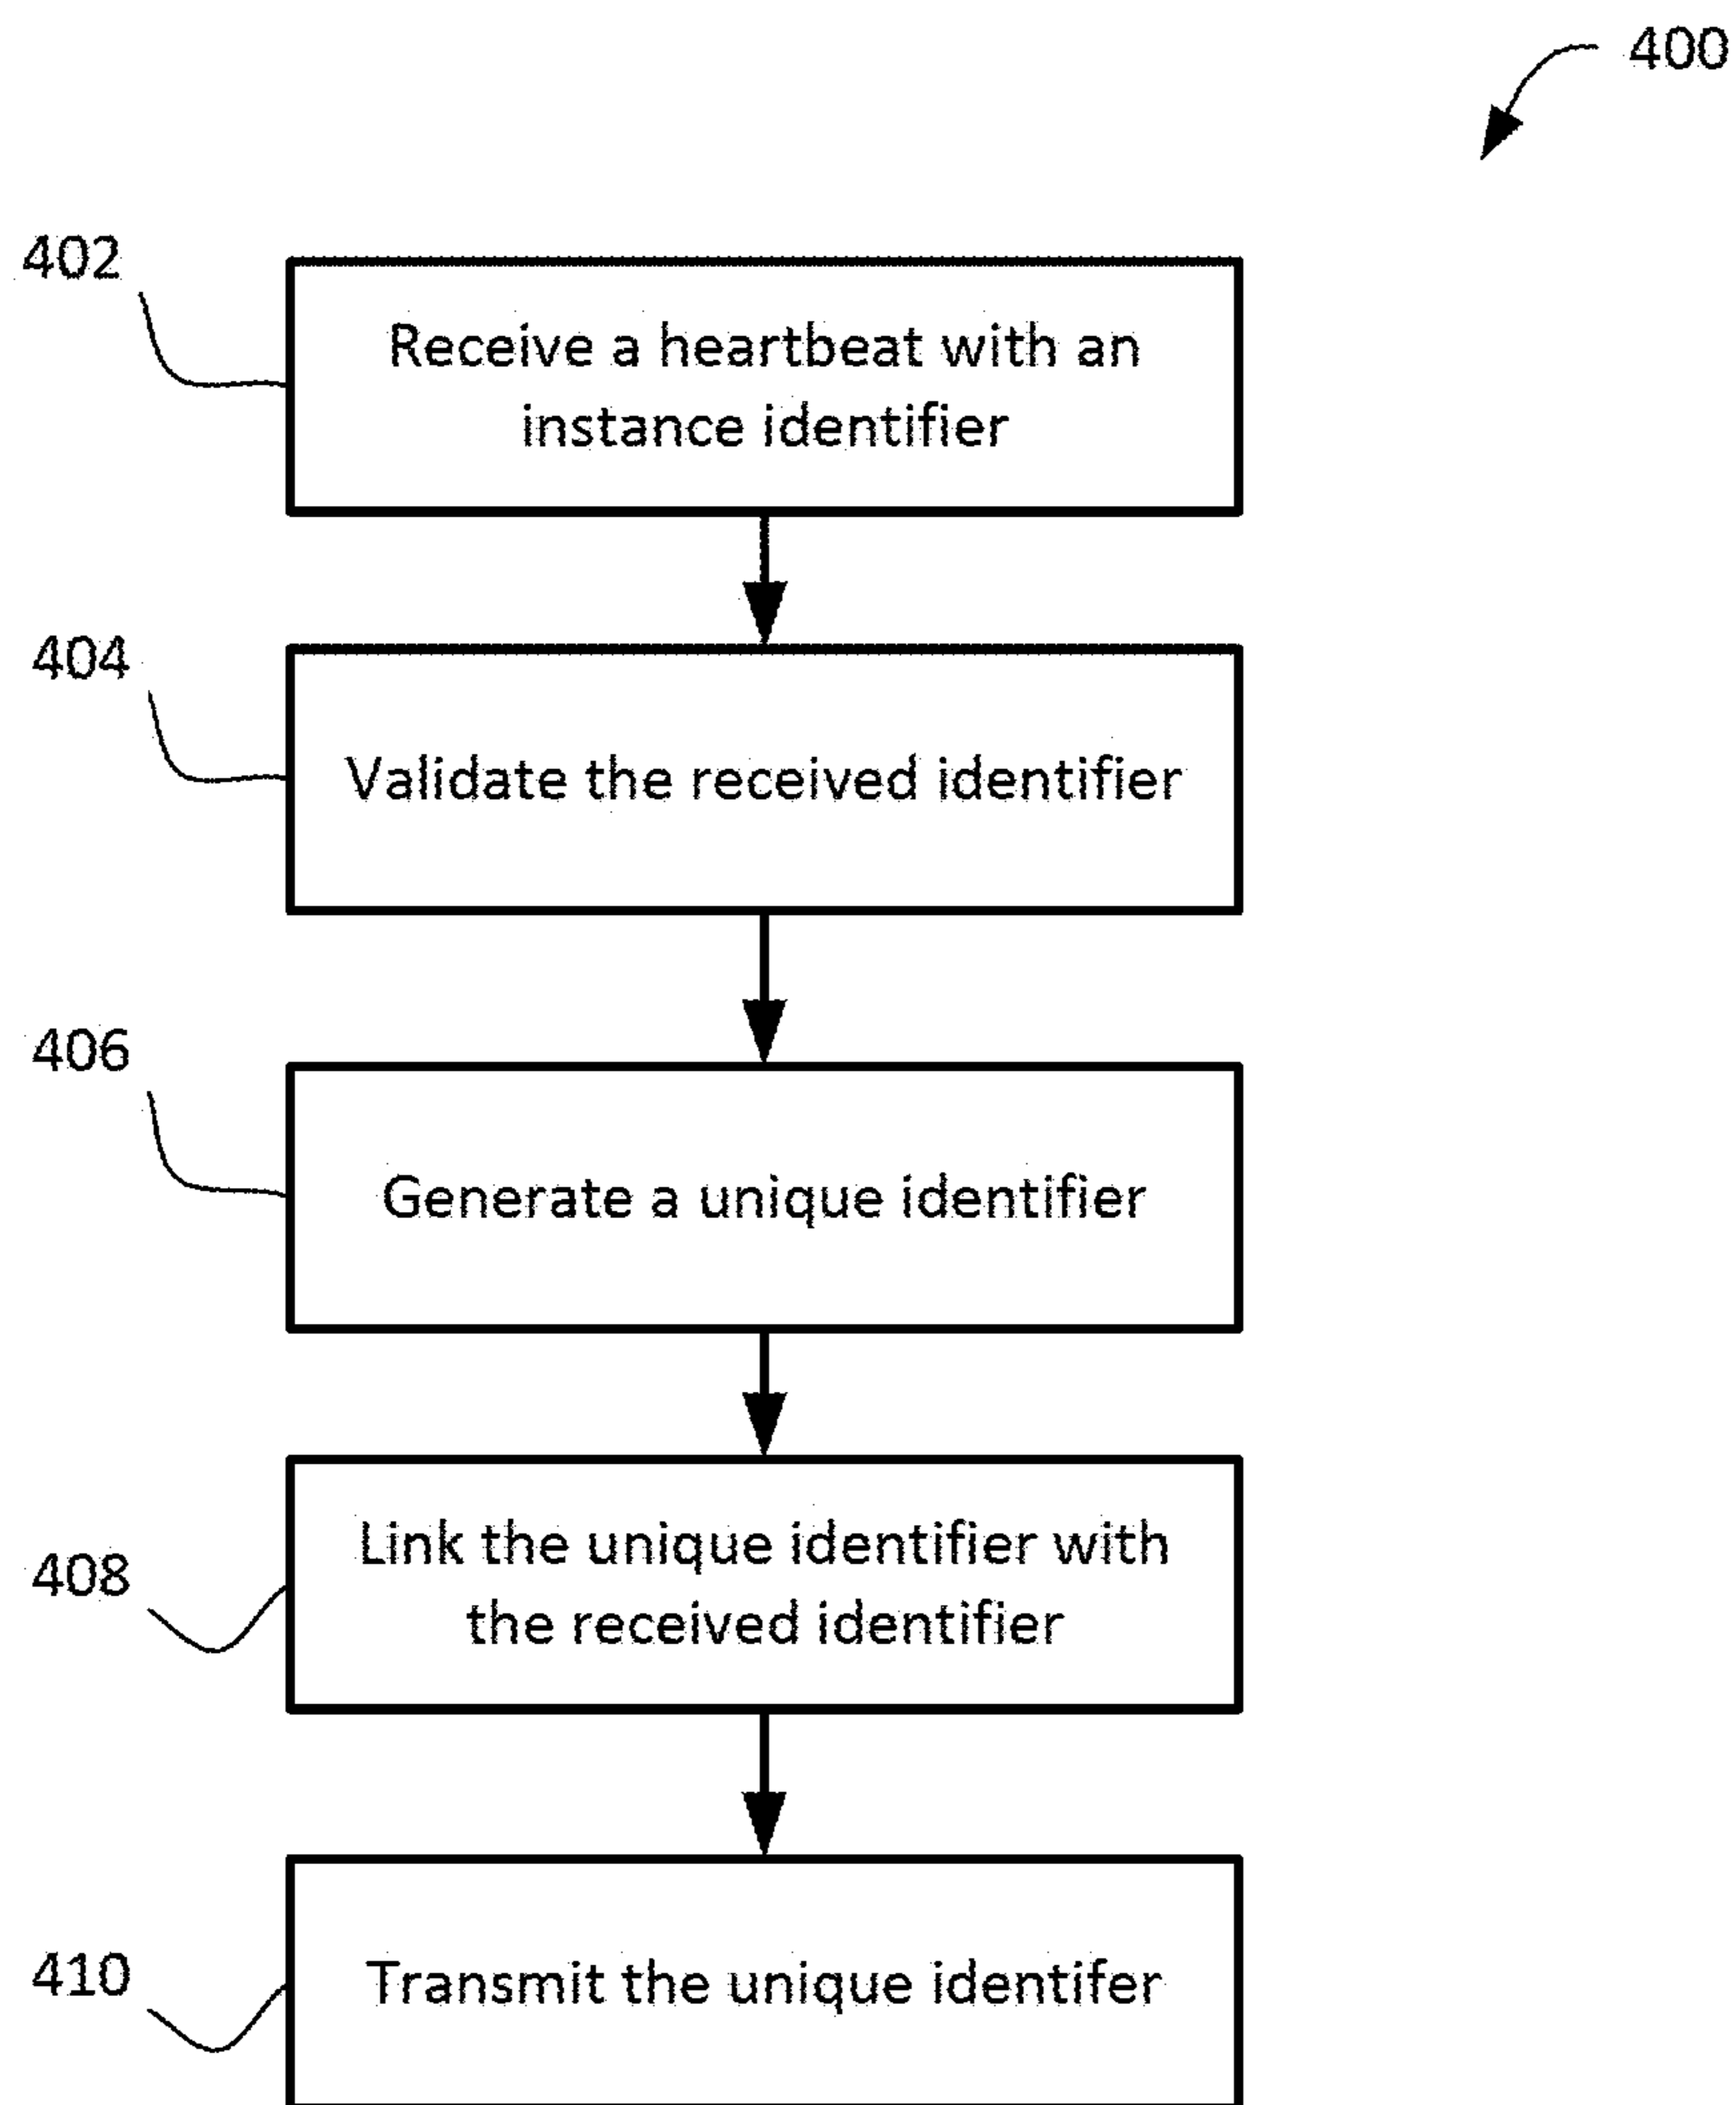 400
402
Receive a heartbeat with an
instance identifier
404
Validate the received identifier
406
Generate a unique identifier
408
Link the unique identifier with
the received identifier
410
Transmit the unique identifer